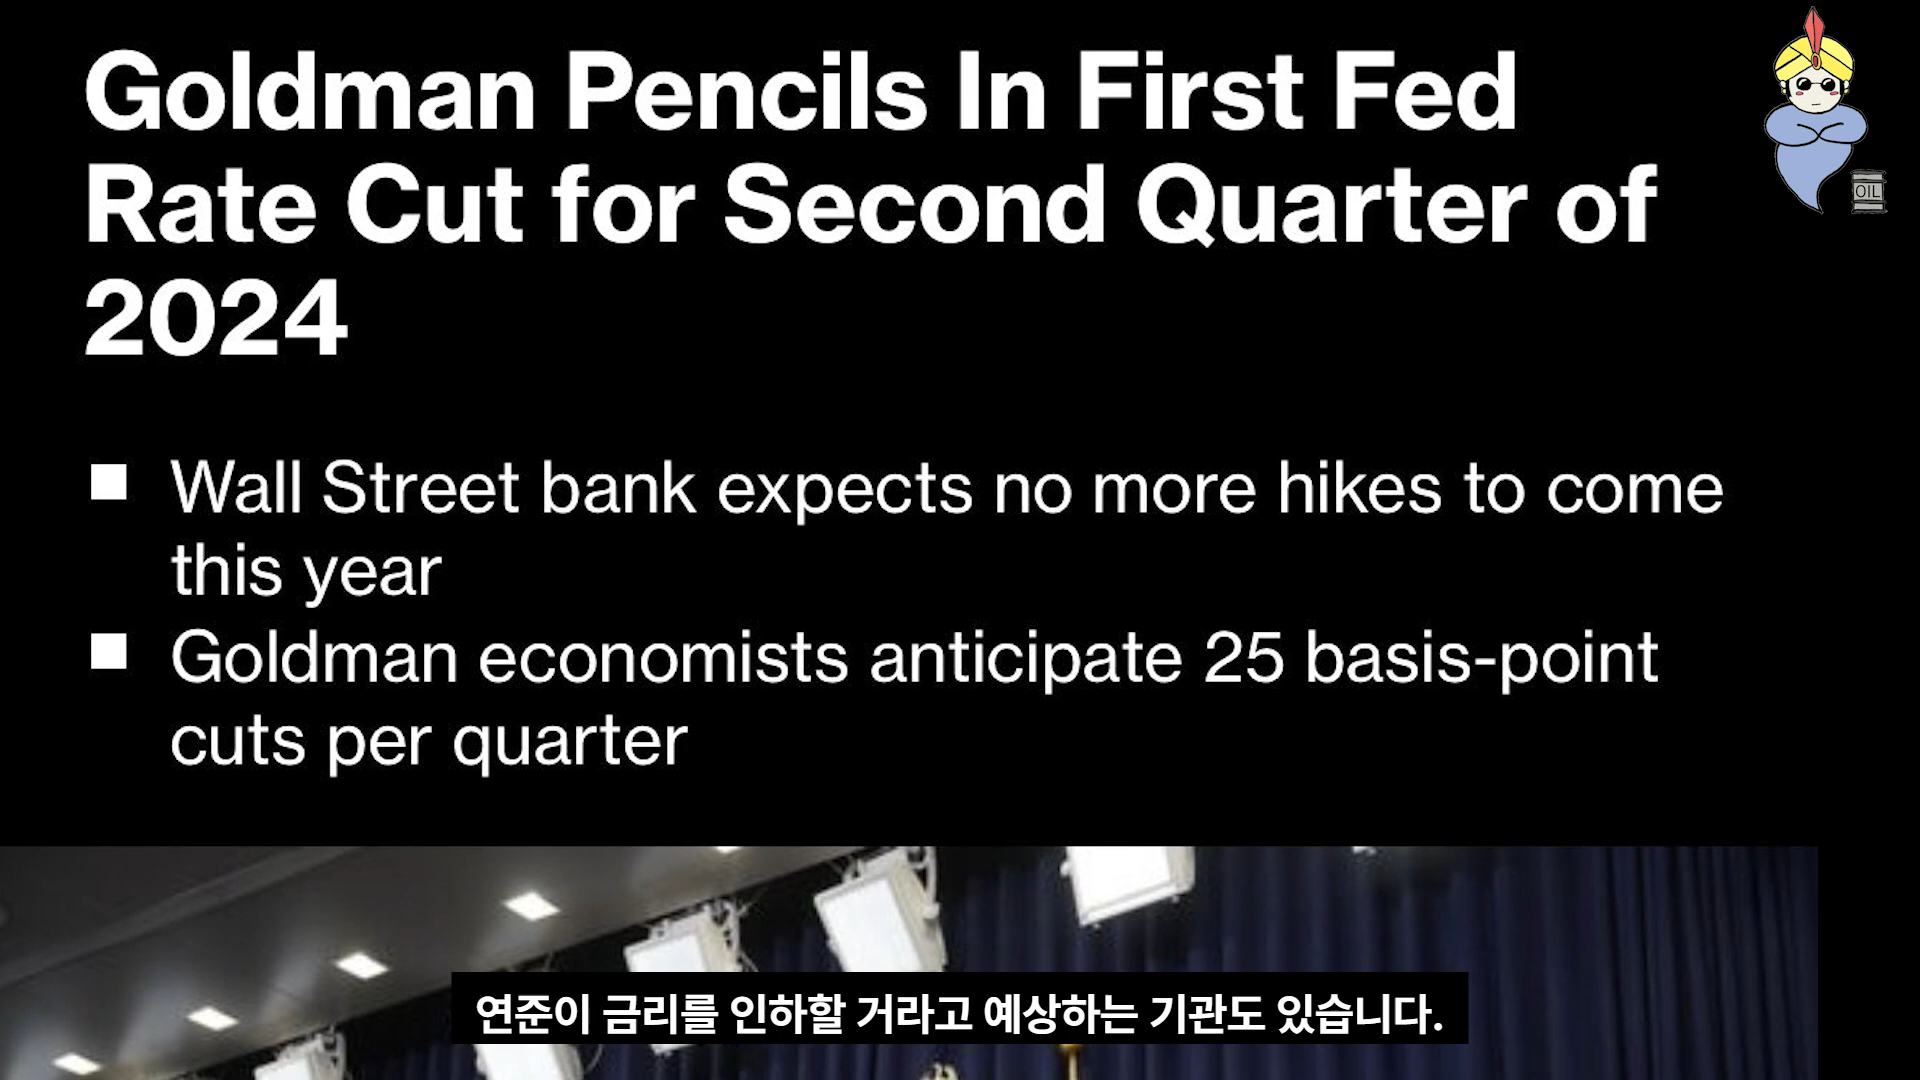 Goldman Pencils In First Fed
Rate Cut for Second Quarter of
2024
OIL
■ Wall Street bank expects no more hikes to come
this year
■ Goldman economists anticipate 25 basis-point
cuts per quarter
연준이 금리를 인하할 거라고 예상하는 기관도 있습니다.